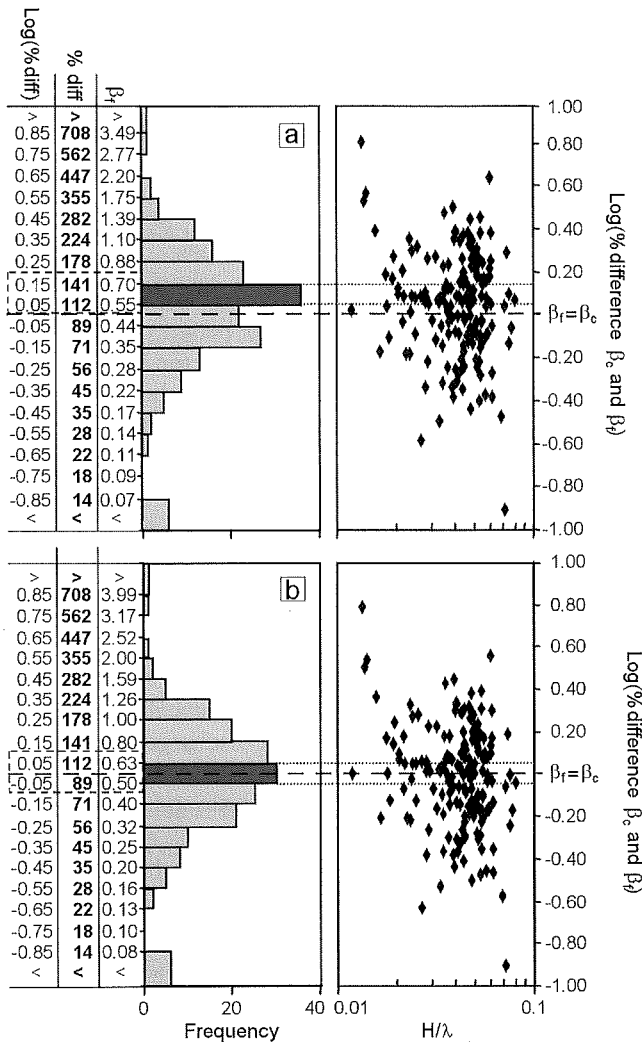 Log(% diff) % diff βf
> > >
0.85 708 3.49
0.75 562 2.77
0.65 447 2.20
0.55 355 1.75
0.45 282 1.39
0.35 224 1.10
0.25 178 0.88
0.15 141 0.70
0.05 112 0.55
-0.05 89 0.44
-0.15 71 0.35
-0.25 56 0.28
-0.35 45 0.22
-0.45 35 0.17
-0.55 28 0.14
-0.65 22 0.11
-0.75 18 0.09
-0.85 14 0.07
< < <
a
1.00
0.80
0.60
0.40
0.20
βf=βc
-0.20
-0.40
-0.60
-0.80
-1.00
Log(% difference βc and βf)
> > >
0.85 708 3.99
0.75 562 3.17
0.65 447 2.52
0.55 355 2.00
0.45 282 1.59
0.35 224 1.26
0.25 178 1.00
0.15 141 0.80
0.05 112 0.63
-0.05 89 0.50
-0.15 71 0.40
-0.25 56 0.32
-0.35 45 0.25
-0.45 35 0.20
-0.55 28 0.16
-0.65 22 0.13
-0.75 18 0.10
-0.85 14 0.08
< < <
b
1.00
0.80
0.60
0.40
0.20
βf=βc
-0.20
-0.40
-0.60
-0.80
-1.00
Log(% difference βc and βf)
0 20 40
Frequency
0.01 0.1
H/λ